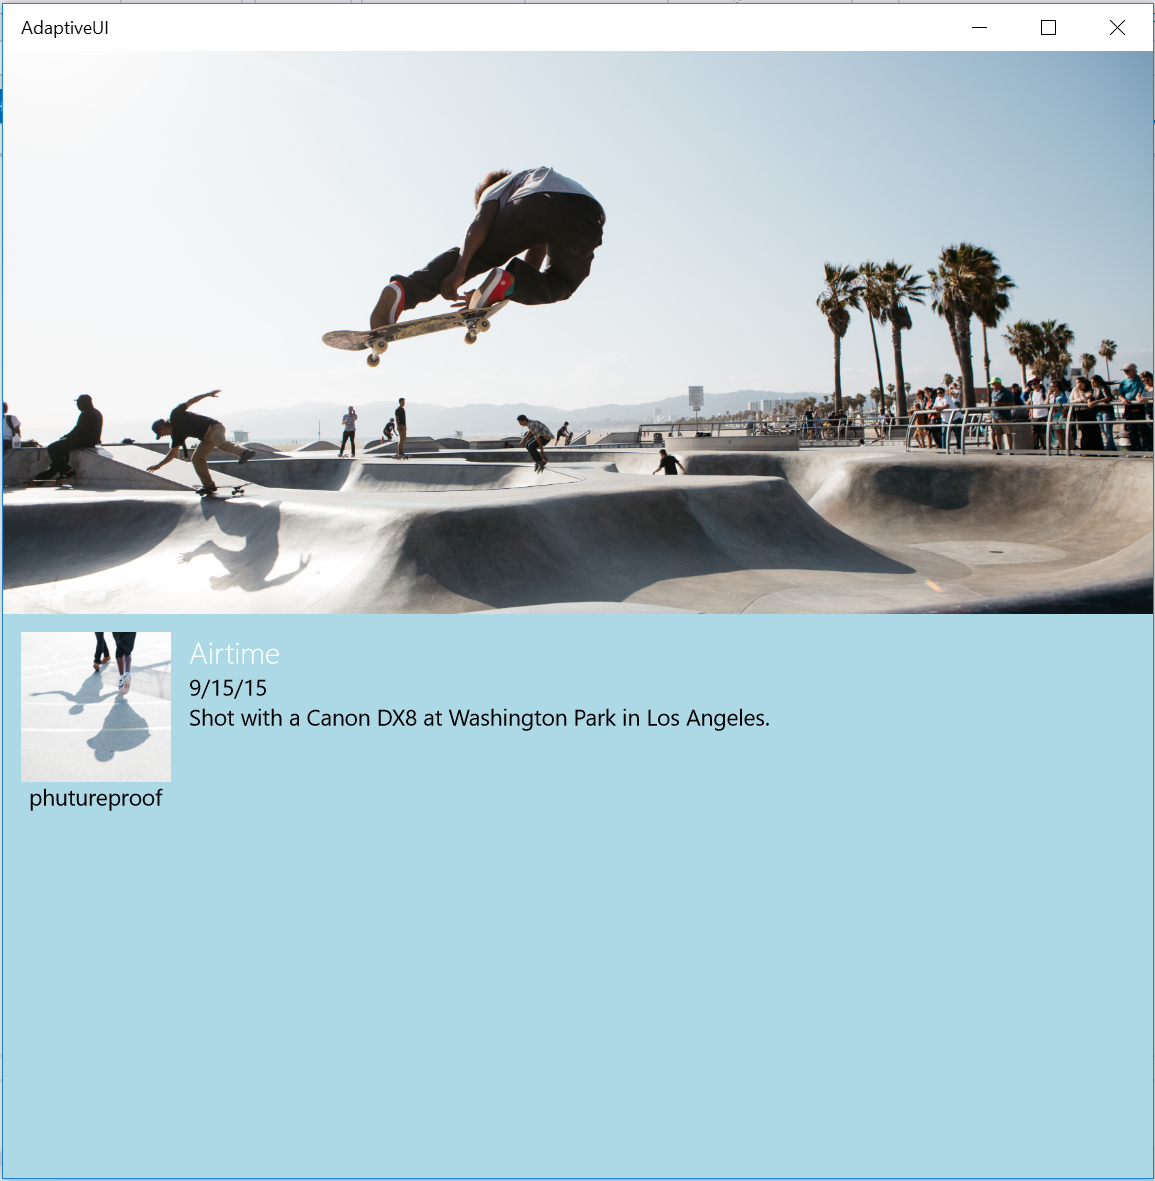 AdaptiveUI
Airtime
9/15/15
Shot with a Canon DX8 at Washington Park in Los Angeles.
phutureproof